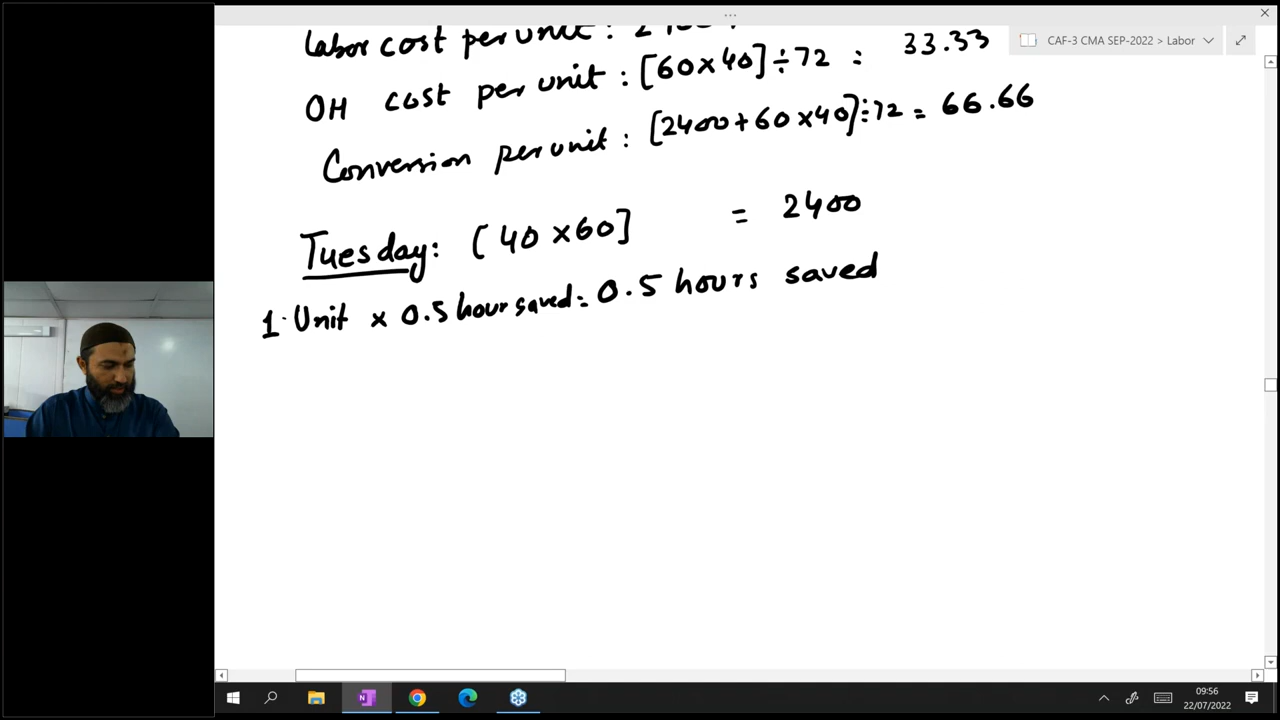 Labor cost per unit :
CAF-3 CMA SEP-2022 > Labor
OH cost per unit : [60×40]÷72 = 33.33
Conversion per unit : [2400+60×40]÷72 = 66.66
Tuesday: [40×60] = 2400
1. Unit × 0.5 hour saved = 0.5 hours saved
09:56
22/07/2022